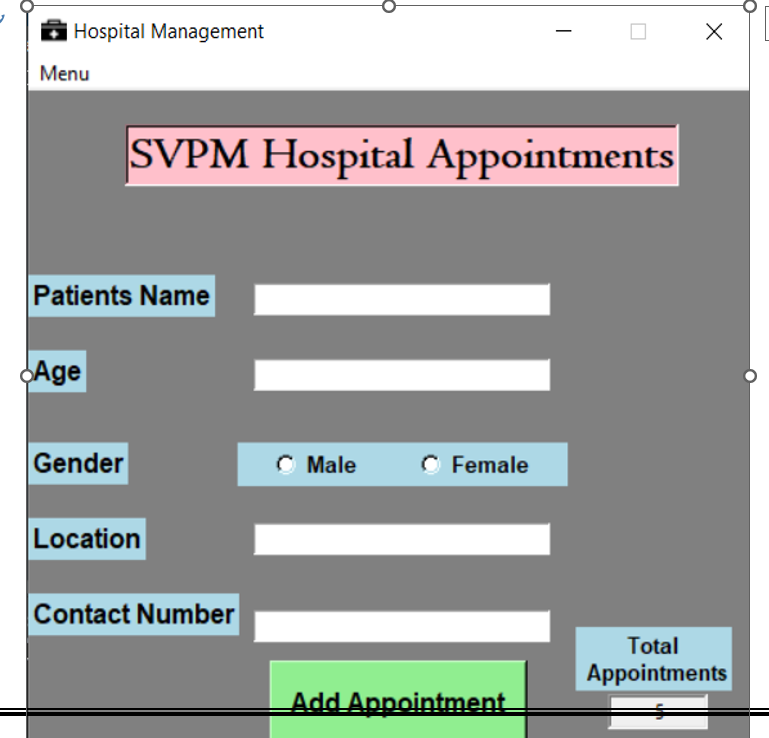 Hospital Management
Menu
SVPM Hospital Appointments
Patients Name
Age
Gender
Male
Female
Location
Contact Number
Total
Appointments
Add Appointment